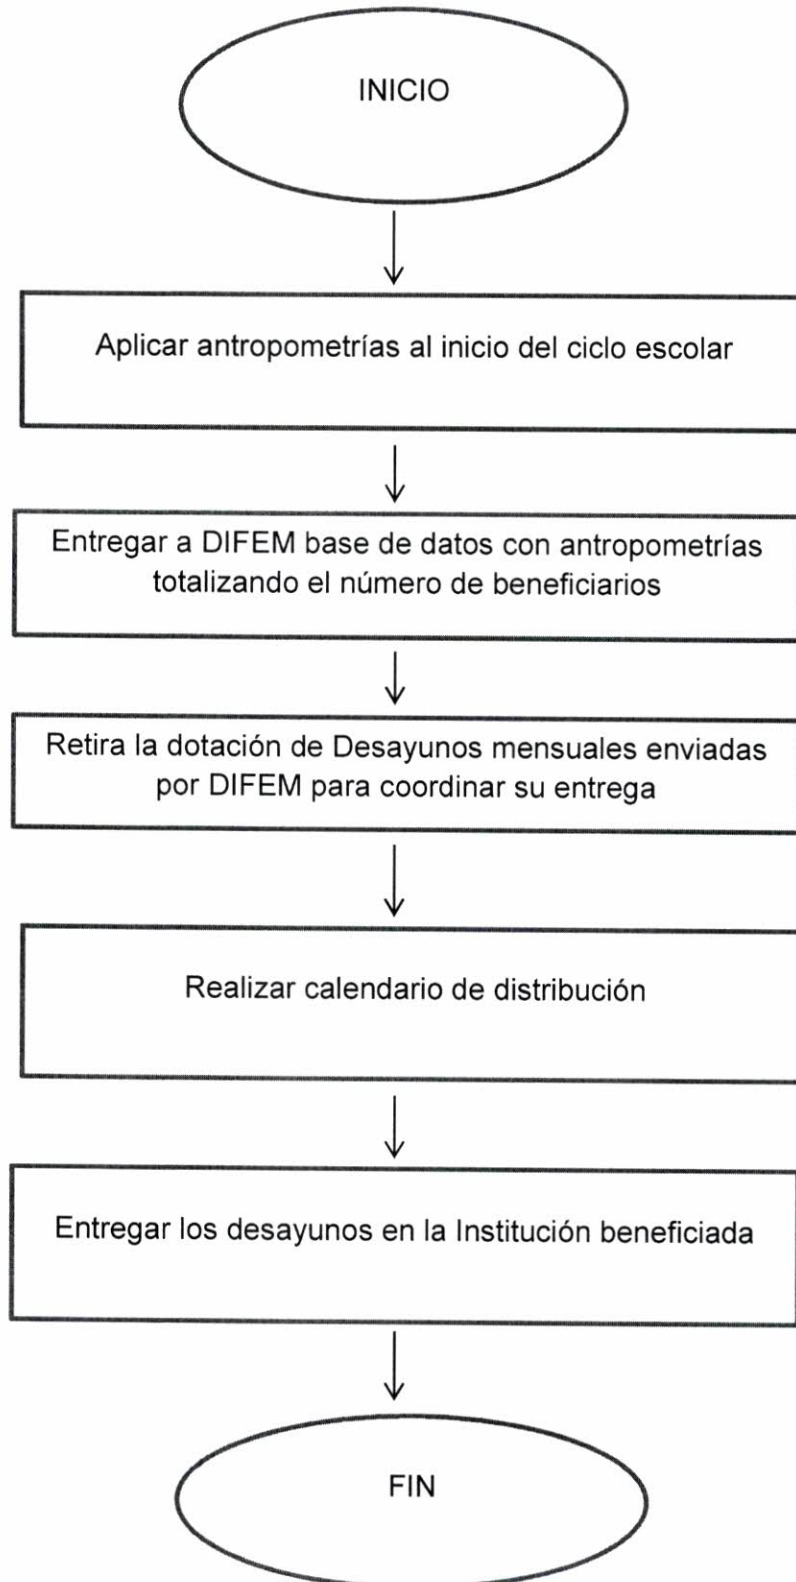 INICIO
Aplicar antropometrías al inicio del ciclo escolar
Entregar a DIFEM base de datos con antropometrías
totalizando el número de beneficiarios
Retira la dotación de Desayunos mensuales enviadas
por DIFEM para coordinar su entrega
Realizar calendario de distribución
Entregar los desayunos en la Institución beneficiada
FIN